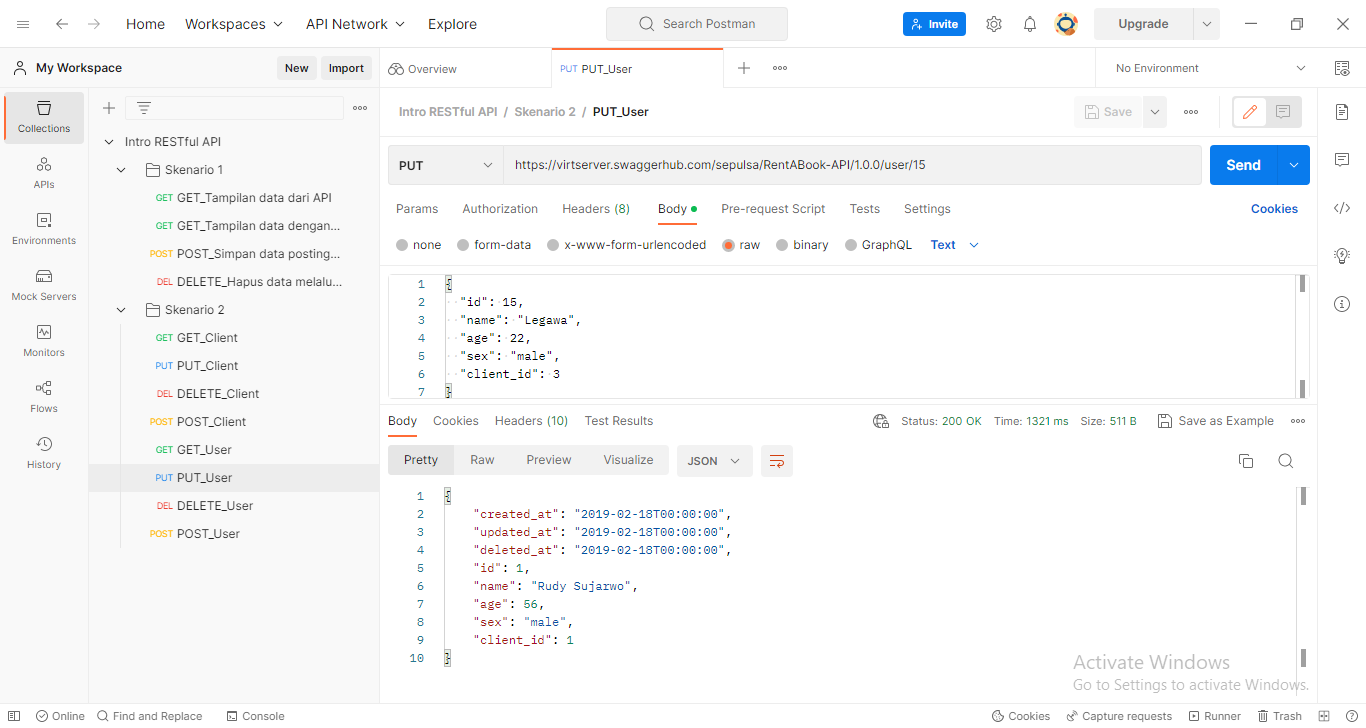 Home Workspaces API Network Explore Search Postman Invite Upgrade
My Workspace New Import Overview PUT PUT_User No Environment
Collections
APIs
Environments
Mock Servers
Monitors
Flows
History
Intro RESTful API
Skenario 1
GET GET_Tampilan data dari API
GET GET_Tampilan data dengan...
POST POST_Simpan data posting...
DEL DELETE_Hapus data melalu...
Skenario 2
GET GET_Client
PUT PUT_Client
DEL DELETE_Client
POST POST_Client
GET GET_User
PUT PUT_User
DEL DELETE_User
POST POST_User
Intro RESTful API / Skenario 2 / PUT_User Save
PUT https://virtserver.swaggerhub.com/sepulsa/RentABook-API/1.0.0/user/15 Send
Params Authorization Headers (8) Body Pre-request Script Tests Settings Cookies
none form-data x-www-form-urlencoded raw binary GraphQL Text
1 {
2 "id": 15,
3 "name": "Legawa",
4 "age": 22,
5 "sex": "male",
6 "client_id": 3
7 }
Body Cookies Headers (10) Test Results Status: 200 OK Time: 1321 ms Size: 511 B Save as Example
Pretty Raw Preview Visualize JSON
1 {
2 "created_at": "2019-02-18T00:00:00",
3 "updated_at": "2019-02-18T00:00:00",
4 "deleted_at": "2019-02-18T00:00:00",
5 "id": 1,
6 "name": "Rudy Sujarwo",
7 "age": 56,
8 "sex": "male",
9 "client_id": 1
10 }
Activate Windows
Go to Settings to activate Windows.
Online Find and Replace Console Cookies Capture requests Runner Trash